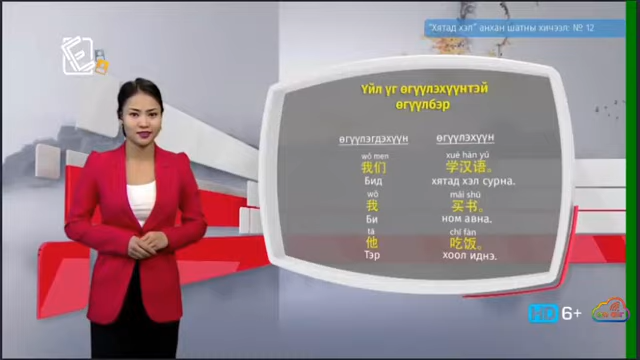 "Хятад хэл" анхан шатны хичээл: № 12
Үйл үг өгүүлэхүүнтэй
өгүүлбэр
өгүүлэгдэхүүн өгүүлэхүүн
wǒ men xué hàn yǔ
我们 学汉语。
Бид хятад хэл сурна.
wǒ mǎi shū
我 买书。
Би ном авна.
tā chī fàn
他 吃饭。
Тэр хоол иднэ.
HD 6+